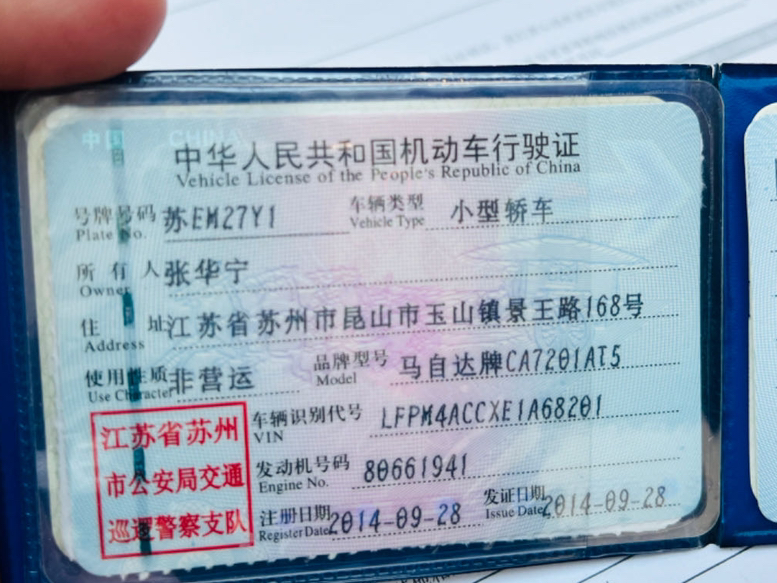 中国 CHINA
中华人民共和国机动车行驶证
Vehicle License of the People's Republic of China
号牌号码 苏EM27Y1 车辆类型 小型轿车
Plate No. Vehicle Type
所有人 张华宁
Owner
住址 江苏省苏州市昆山市玉山镇景王路168号
Address
使用性质 非营运 品牌型号 马自达牌CA7201AT5
Use Character Model
江苏省苏州
市公安局交通
巡逻警察支队
车辆识别代号 LFPM4ACCXE1A68201
VIN
发动机号码 80661941
Engine No.
注册日期 2014-09-28 发证日期 2014-09-28
Register Date Issue Date